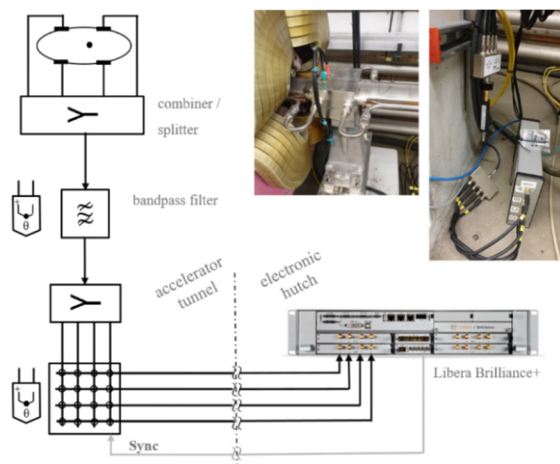 combiner /
splitter
bandpass filter
θ
accelerator
tunnel
electronic
hutch
Libera Brilliance+
θ
Sync